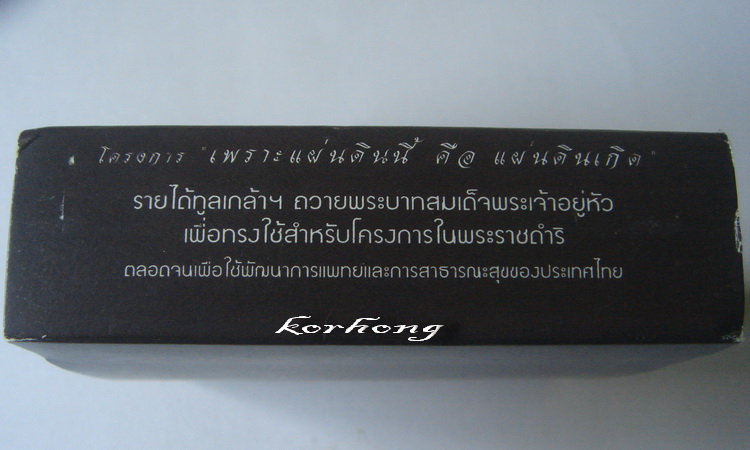 โครงการ "เพราะแผ่นดินนี้ คือ แผ่นดินเกิด"
รายได้ทูลเกล้าฯ ถวายพระบาทสมเด็จพระเจ้าอยู่หัว
เพื่อทรงใช้สำหรับโครงการในพระราชดำริ
ตลอดจนเพื่อใช้พัฒนาการแพทย์และการสาธารณะสุขของประเทศไทย
korhong